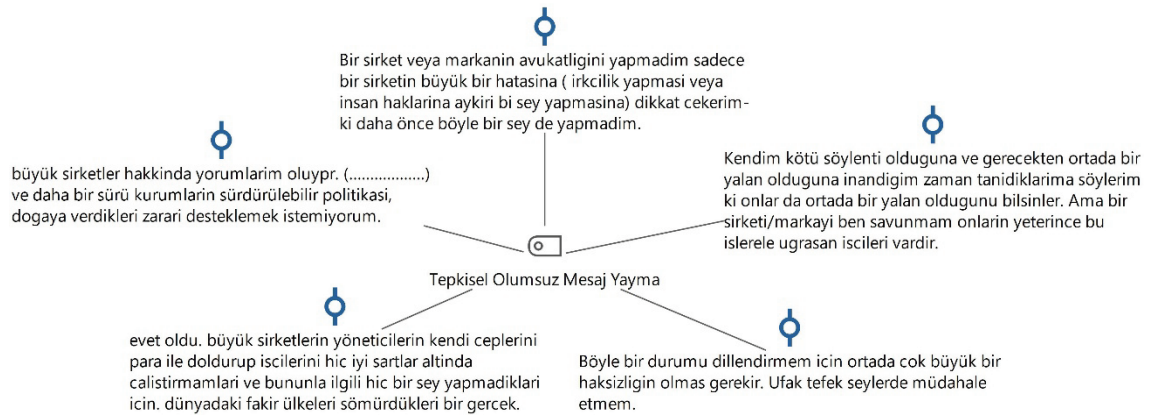 Bir sirket veya markanin avukatligini yapmadim sadece
bir sirketin büyük bir hatasina ( irkcilik yapmasi veya
insan haklarina aykiri bi sey yapmasina) dikkat cekerim-
ki daha önce böyle bir sey de yapmadim.
büyük sirketler hakkinda yorumlarim oluypr. (..................)
ve daha bir sürü kurumlarin sürdürülebilir politikasi,
dogaya verdikleri zarari desteklemek istemiyorum.
Kendim kötü söylenti olduguna ve gerecekten ortada bir
yalan olduguna inandigim zaman tanidiklarima söylerim
ki onlar da ortada bir yalan oldugunu bilsinler. Ama bir
sirketi/markayi ben savunmam onlarin yeterince bu
islerele ugrasan iscileri vardir.
Tepkisel Olumsuz Mesaj Yayma
evet oldu. büyük sirketlerin yöneticilerin kendi ceplerini
para ile doldurup iscilerini hic iyi sartlar altinda
calistirmamlari ve bununla ilgili hic bir sey yapmadiklari
icin. dünyadaki fakir ülkeleri sömürdükleri bir gercek.
Böyle bir durumu dillendirmem icin ortada cok büyük bir
haksizligin olmas gerekir. Ufak tefek seylerde müdahale
etmem.